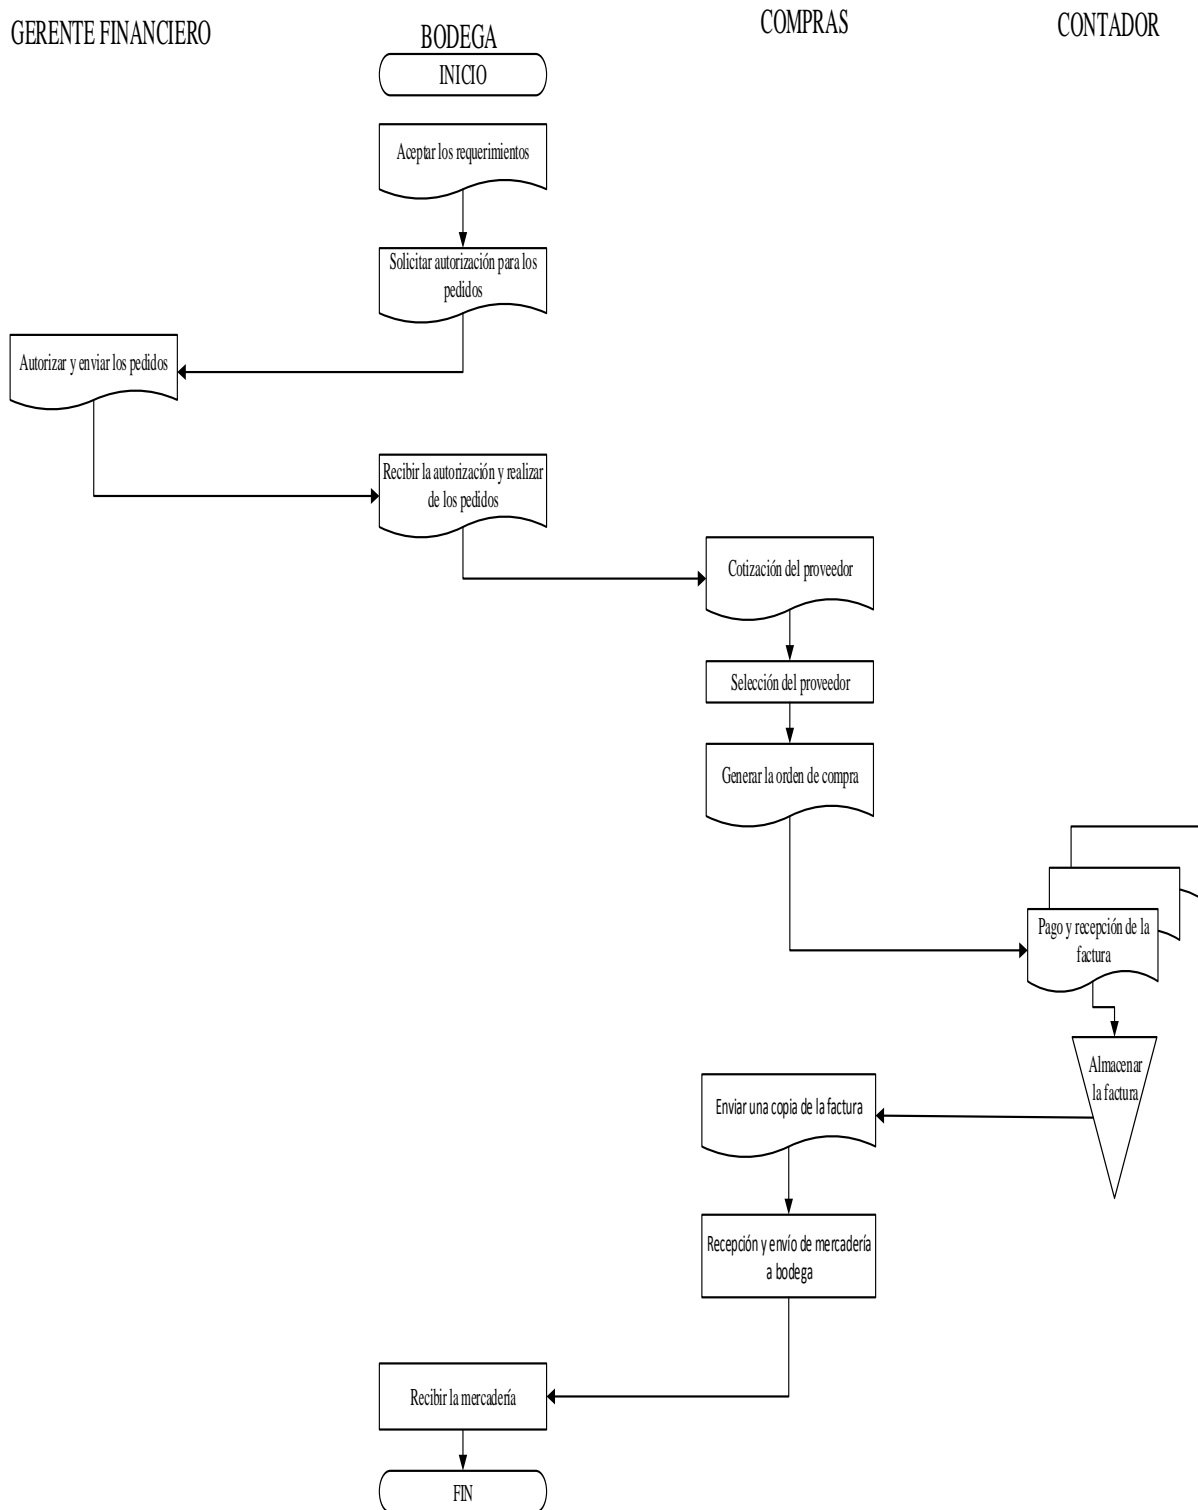 GERENTE FINANCIERO
BODEGA
COMPRAS
CONTADOR
INICIO
Aceptar los requerimientos
Solicitar autorización para los
pedidos
Autorizar y enviar los pedidos
Recibir la autorización y realizar
de los pedidos
Cotización del proveedor
Selección del proveedor
Generar la orden de compra
Pago y recepción de la
factura
Almacenar
la factura
Enviar una copia de la factura
Recepción y envío de mercadería
a bodega
Recibir la mercadería
FIN